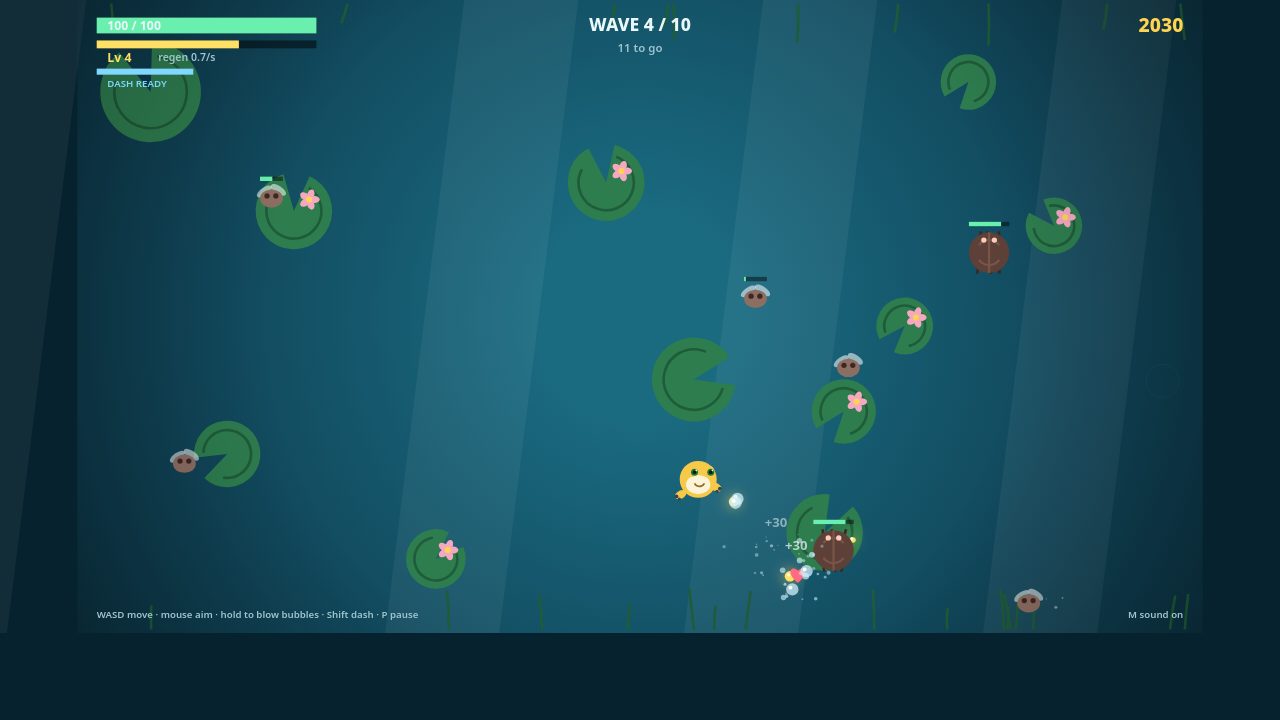 100 / 100
WAVE 4 / 10
2030
11 to go
Lv 4 regen 0.7/s
DASH READY
+30
+30
WASD move · mouse aim · hold to blow bubbles · Shift dash · P pause
M sound on